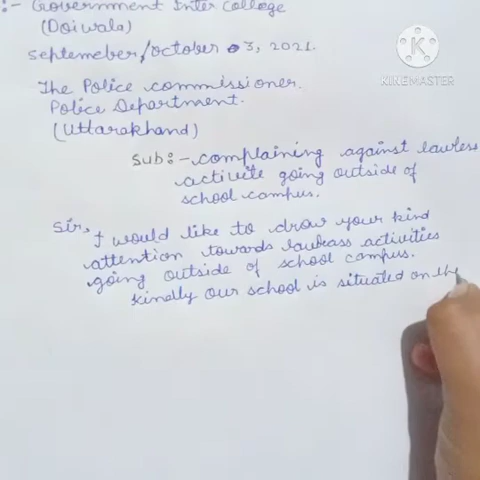 :- Government Inter College
(Doiwala)
Septemeber/October 3, 2021.
KINEMASTER
The Police commissioner.
Police Department.
(Uttarakhand)
Sub:- complaining against lawless
activite going outside of
school campus.
Sir, I would like to draw your kind
attention towards activities
going outside of school campus.
kindly our school is situated on the